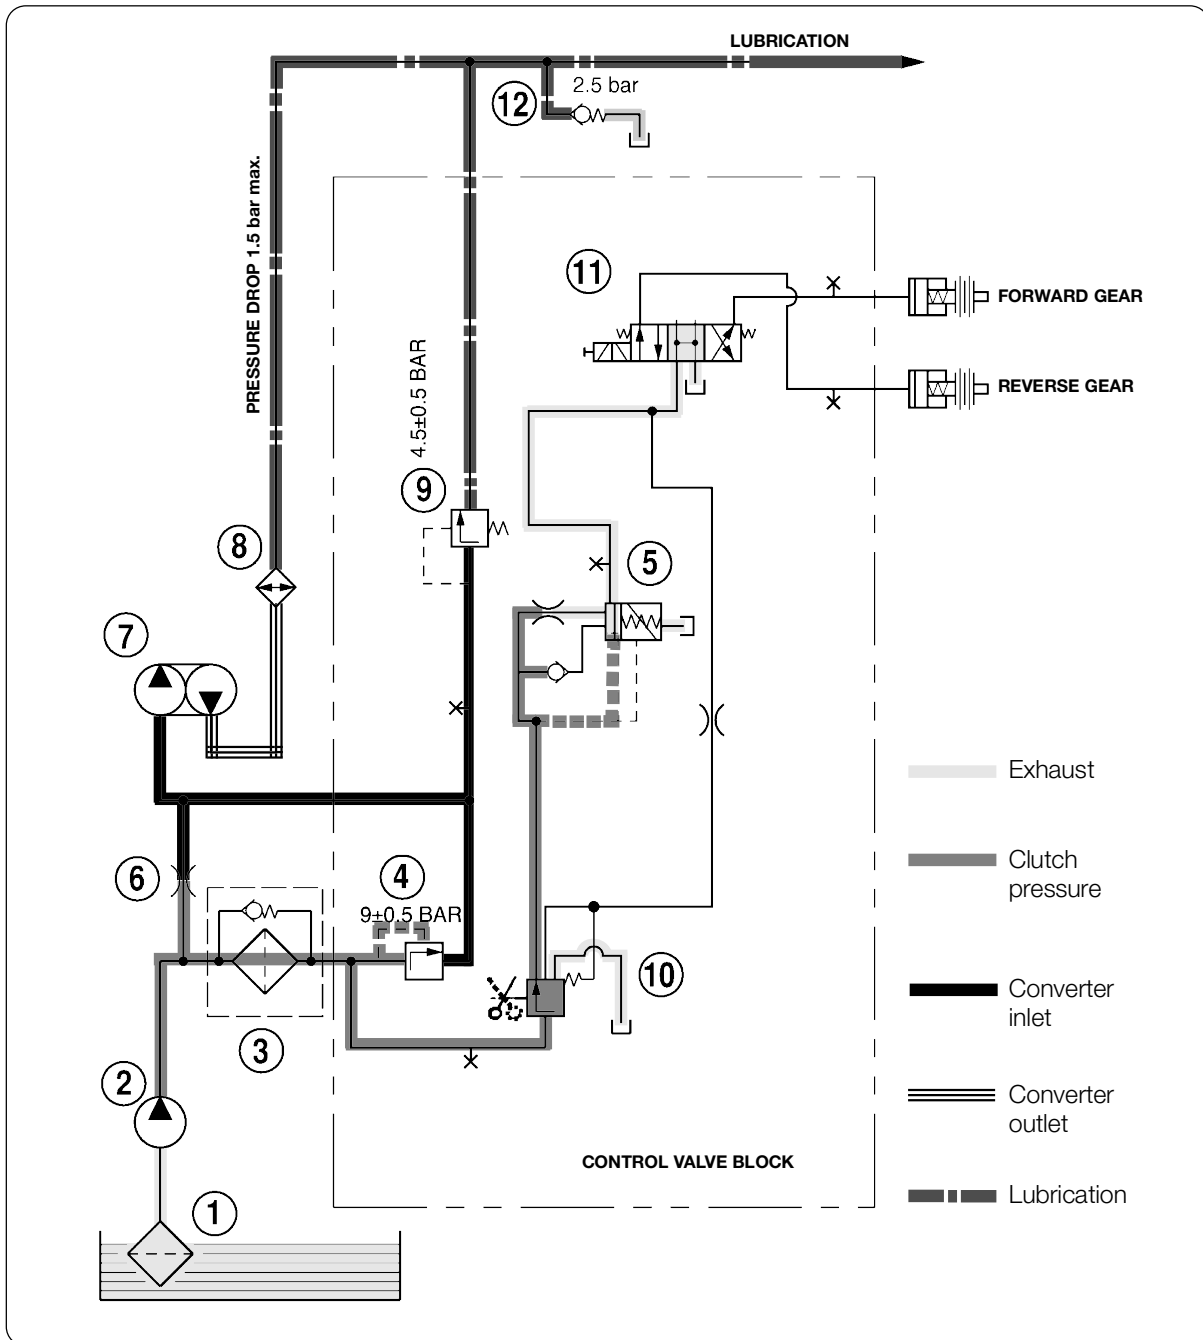 LUBRICATION
12
2.5 bar
PRESSURE DROP 1.5 bar max.
11
FORWARD GEAR
REVERSE GEAR
4.5±0.5 BAR
9
8
5
7
Exhaust
6
4
9±0.5 BAR
Clutch
pressure
10
Converter
inlet
3
2
Converter
outlet
CONTROL VALVE BLOCK
1
Lubrication